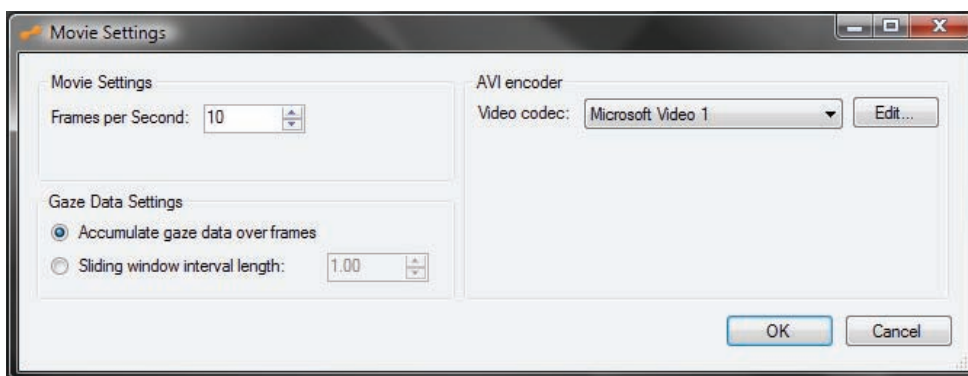 Movie Settings
Movie Settings
Frames per Second: 10
Gaze Data Settings
Accumulate gaze data over frames
Sliding window interval length: 1.00
AVI encoder
Video codec: Microsoft Video 1 Edit...
OK Cancel